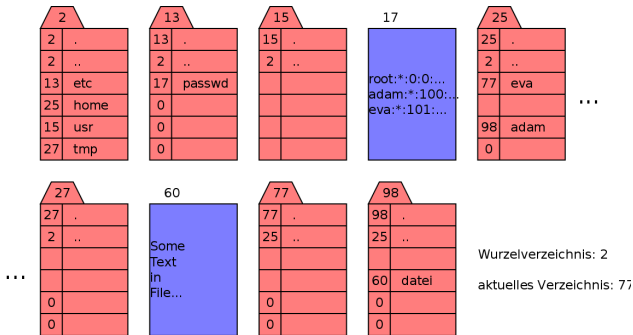 2
2 .
2 ..
13 etc
25 home
15 usr
27 tmp
13
13 .
2 ..
17 passwd
0
0
0
15
15 .
2 ..
17
root:*:0:0:...
adam:*:100:...
eva:*:101:...
25
25 .
2 ..
77 eva
98 adam
0
...
...
27
27 .
2 ..
0
0
60
Some
Text
in
File...
77
77 .
25 ..
0
0
98
98 .
25 ..
60 datei
0
0
Wurzelverzeichnis: 2
aktuelles Verzeichnis: 77